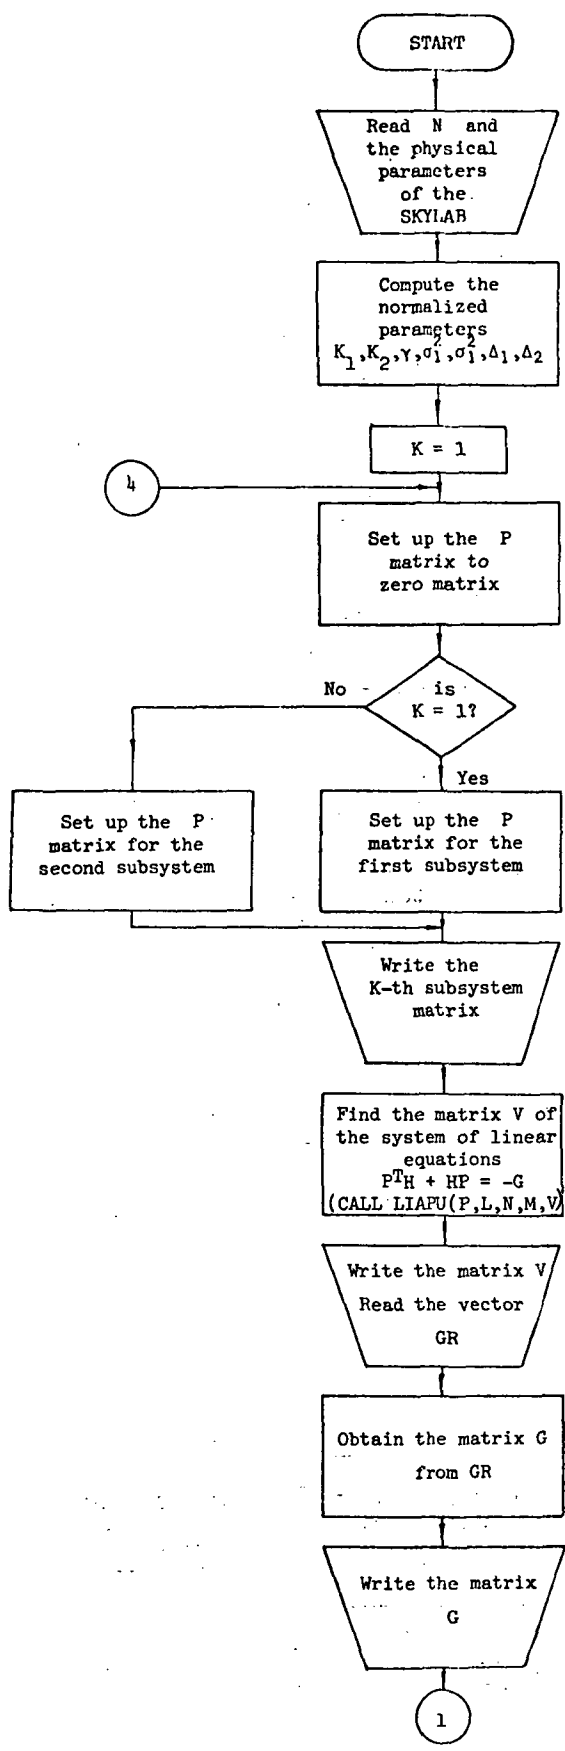 START
Read N and
the physical
parameters
of the
SKYLAB
Compute the
normalized
parameters
K₁,K₂,γ,σ₁²,σ₁²,Δ₁,Δ₂
K = 1
4
Set up the P
matrix to
zero matrix
No
is
K = 1?
Yes
Set up the P
matrix for the
second subsystem
Set up the P
matrix for the
first subsystem
Write the
K-th subsystem
matrix
Find the matrix V of
the system of linear
equations
PᵀH + HP = -G
(CALL LIAPU(P,L,N,M,V)
Write the matrix V
Read the vector
GR
Obtain the matrix G
from GR
Write the matrix
G
1